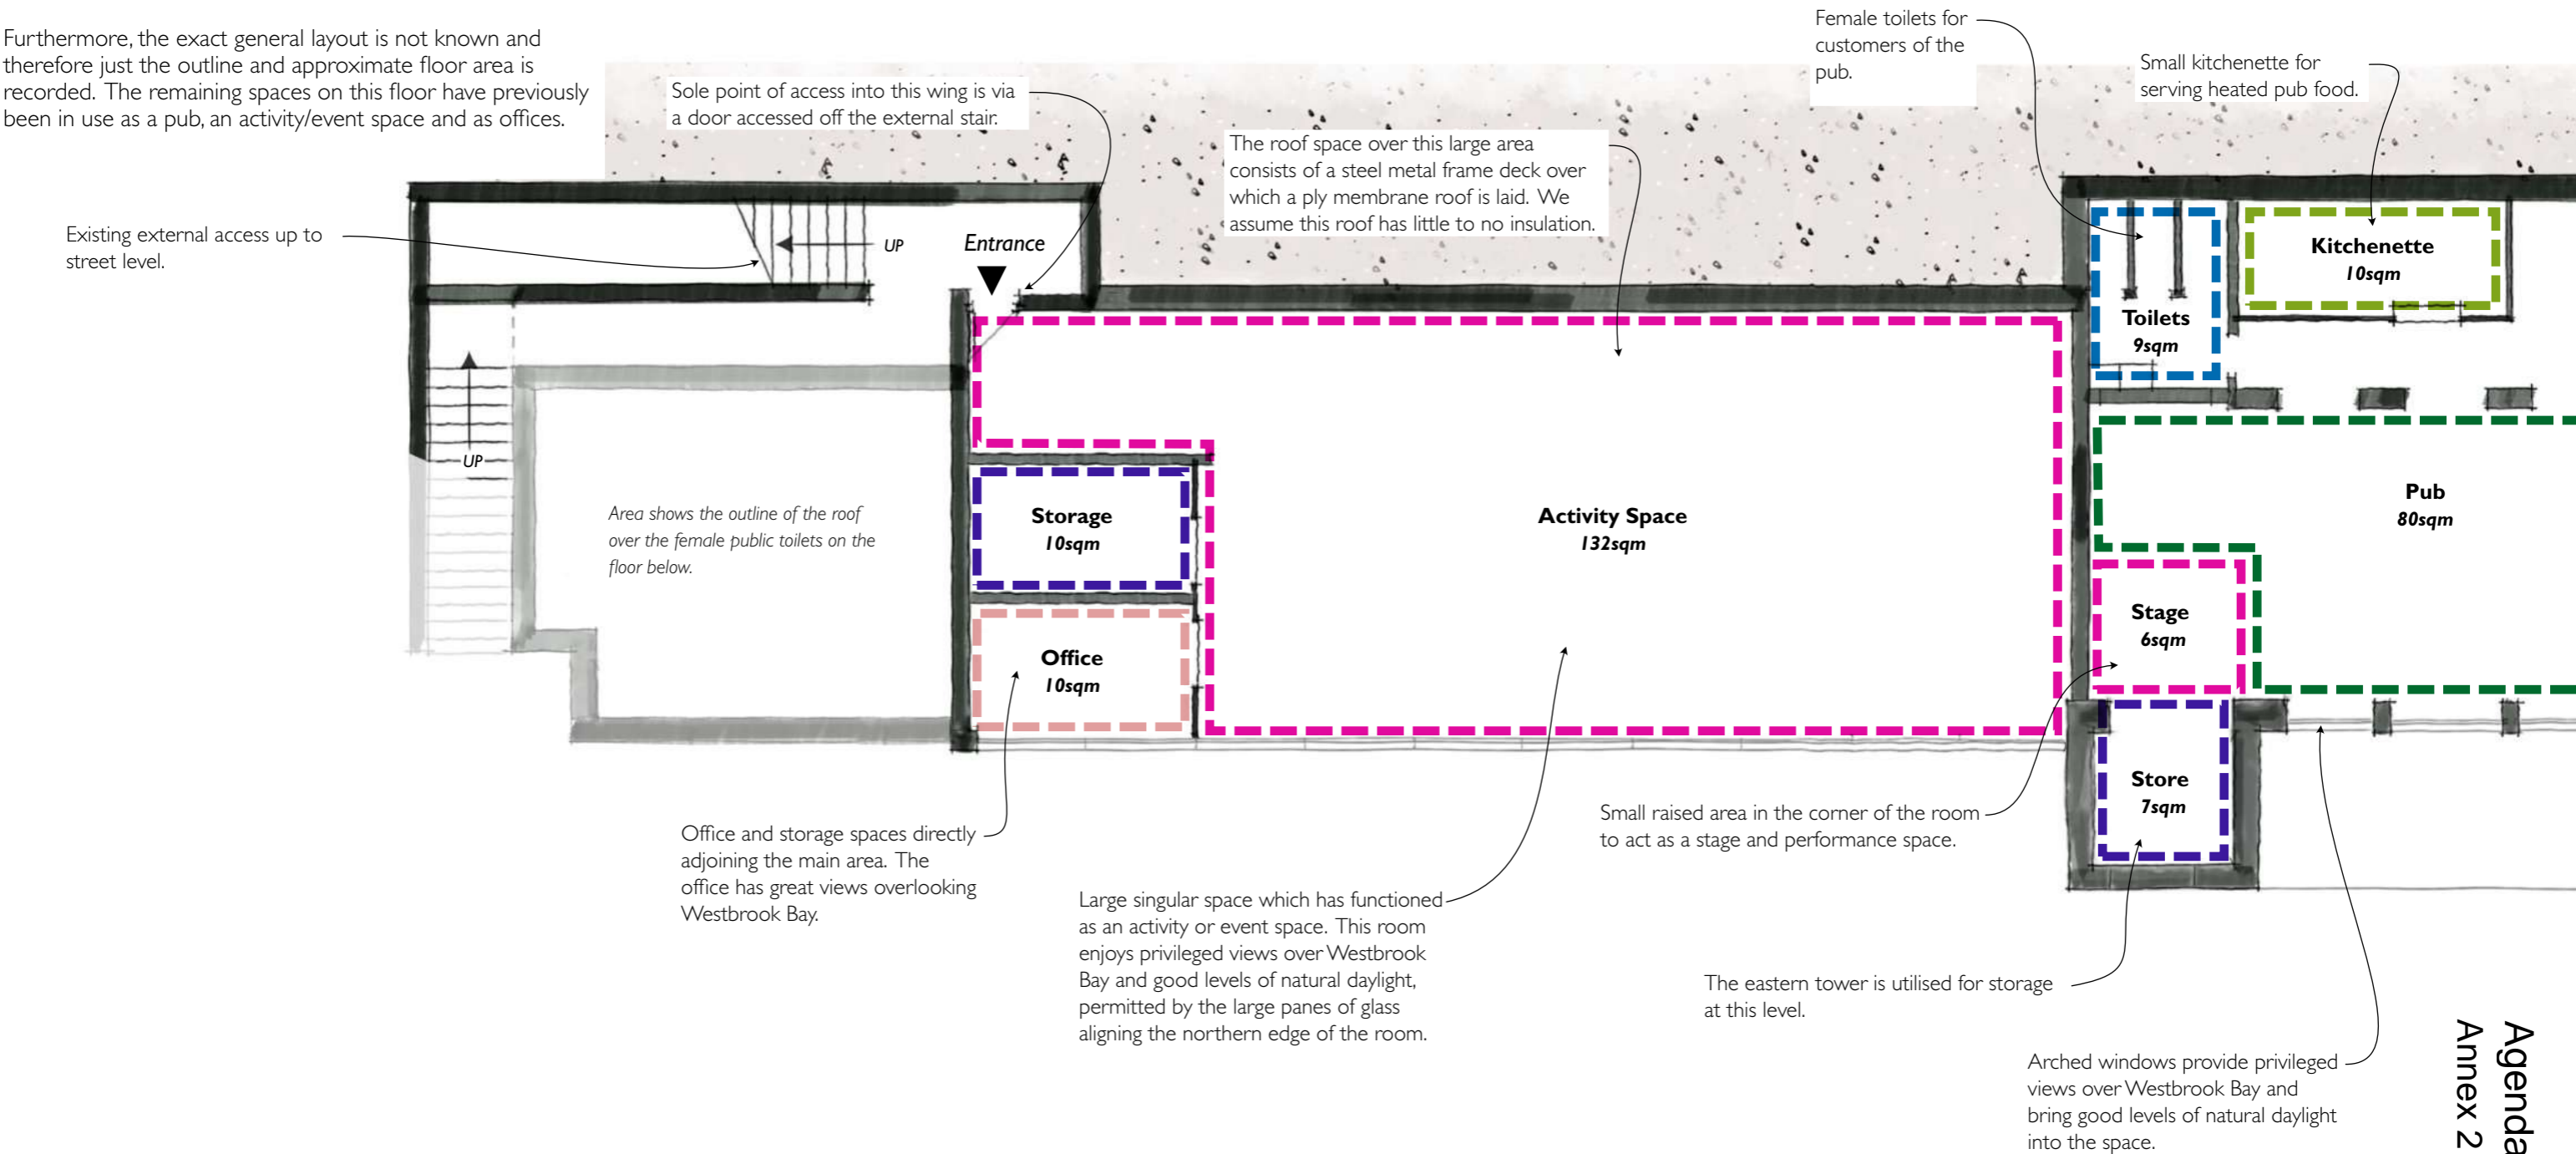 Furthermore, the exact general layout is not known and
therefore just the outline and approximate floor area is
recorded. The remaining spaces on this floor have previously
been in use as a pub, an activity/event space and as offices.
Sole point of access into this wing is via
a door accessed off the external stair.
Female toilets for
customers of the
pub.
Small kitchenette for
serving heated pub food.
The roof space over this large area
consists of a steel metal frame deck over
which a ply membrane roof is laid. We
assume this roof has little to no insulation.
Existing external access up to
street level.
UP
Entrance
Kitchenette
10sqm
Toilets
9sqm
UP
Area shows the outline of the roof
over the female public toilets on the
floor below.
Storage
10sqm
Activity Space
132sqm
Pub
80sqm
Office
10sqm
Stage
6sqm
Store
7sqm
Office and storage spaces directly
adjoining the main area. The
office has great views overlooking
Westbrook Bay.
Large singular space which has functioned
as an activity or event space. This room
enjoys privileged views over Westbrook
Bay and good levels of natural daylight,
permitted by the large panes of glass
aligning the northern edge of the room.
Small raised area in the corner of the room
to act as a stage and performance space.
The eastern tower is utilised for storage
at this level.
Arched windows provide privileged
views over Westbrook Bay and
bring good levels of natural daylight
into the space.
Agenda
Annex 2